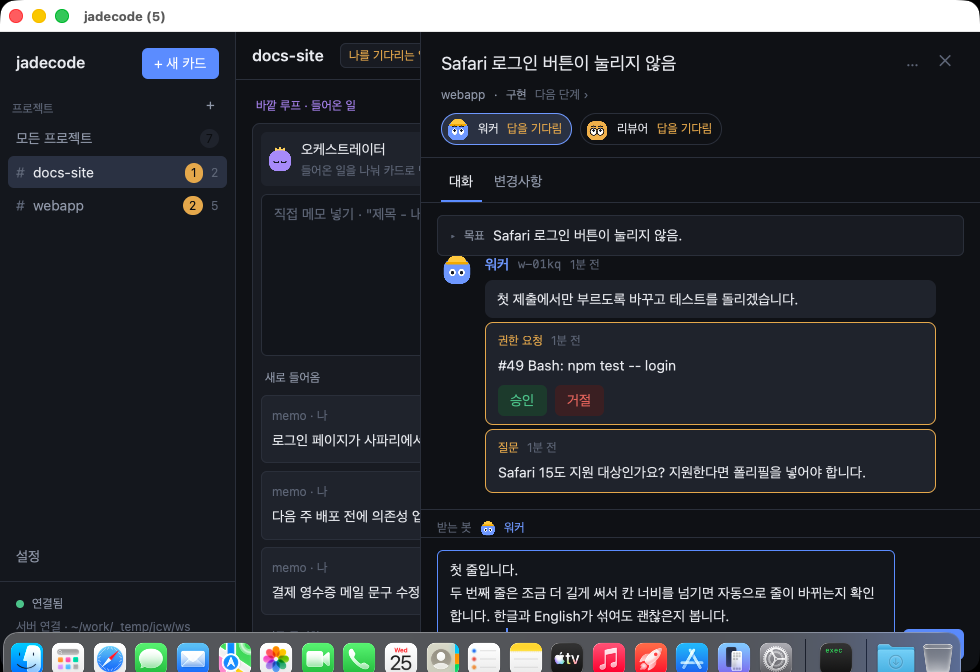 jadecode (5)
jadecode
+ 새 카드
프로젝트
+
모든 프로젝트 7
# docs-site 1 2
# webapp 2 5
설정
연결됨
서버 연결 · ~/work/_temp/jcw/ws
docs-site
나를 기다리는
바깥 루프 · 들어온 일
오케스트레이터
들어온 일을 나눠 카드로
직접 메모 넣기 · "제목 - 내
새로 들어옴
memo · 나
로그인 페이지가 사파리에서
memo · 나
다음 주 배포 전에 의존성 업
memo · 나
결제 영수증 메일 문구 수정
Safari 로그인 버튼이 눌리지 않음
...
webapp · 구현 다음 단계 ›
워커 답을 기다림
리뷰어 답을 기다림
대화 변경사항
▸ 목표 Safari 로그인 버튼이 눌리지 않음.
워커 w-01kq 1분 전
첫 제출에서만 부르도록 바꾸고 테스트를 돌리겠습니다.
권한 요청 1분 전
#49 Bash: npm test -- login
승인 거절
질문 1분 전
Safari 15도 지원 대상인가요? 지원한다면 폴리필을 넣어야 합니다.
받는 봇 워커
첫 줄입니다.
두 번째 줄은 조금 더 길게 써서 칸 너비를 넘기면 자동으로 줄이 바뀌는지 확인
합니다. 한글과 English가 섞여도 괜찮은지 봅니다.
Wed
25
tv
exec